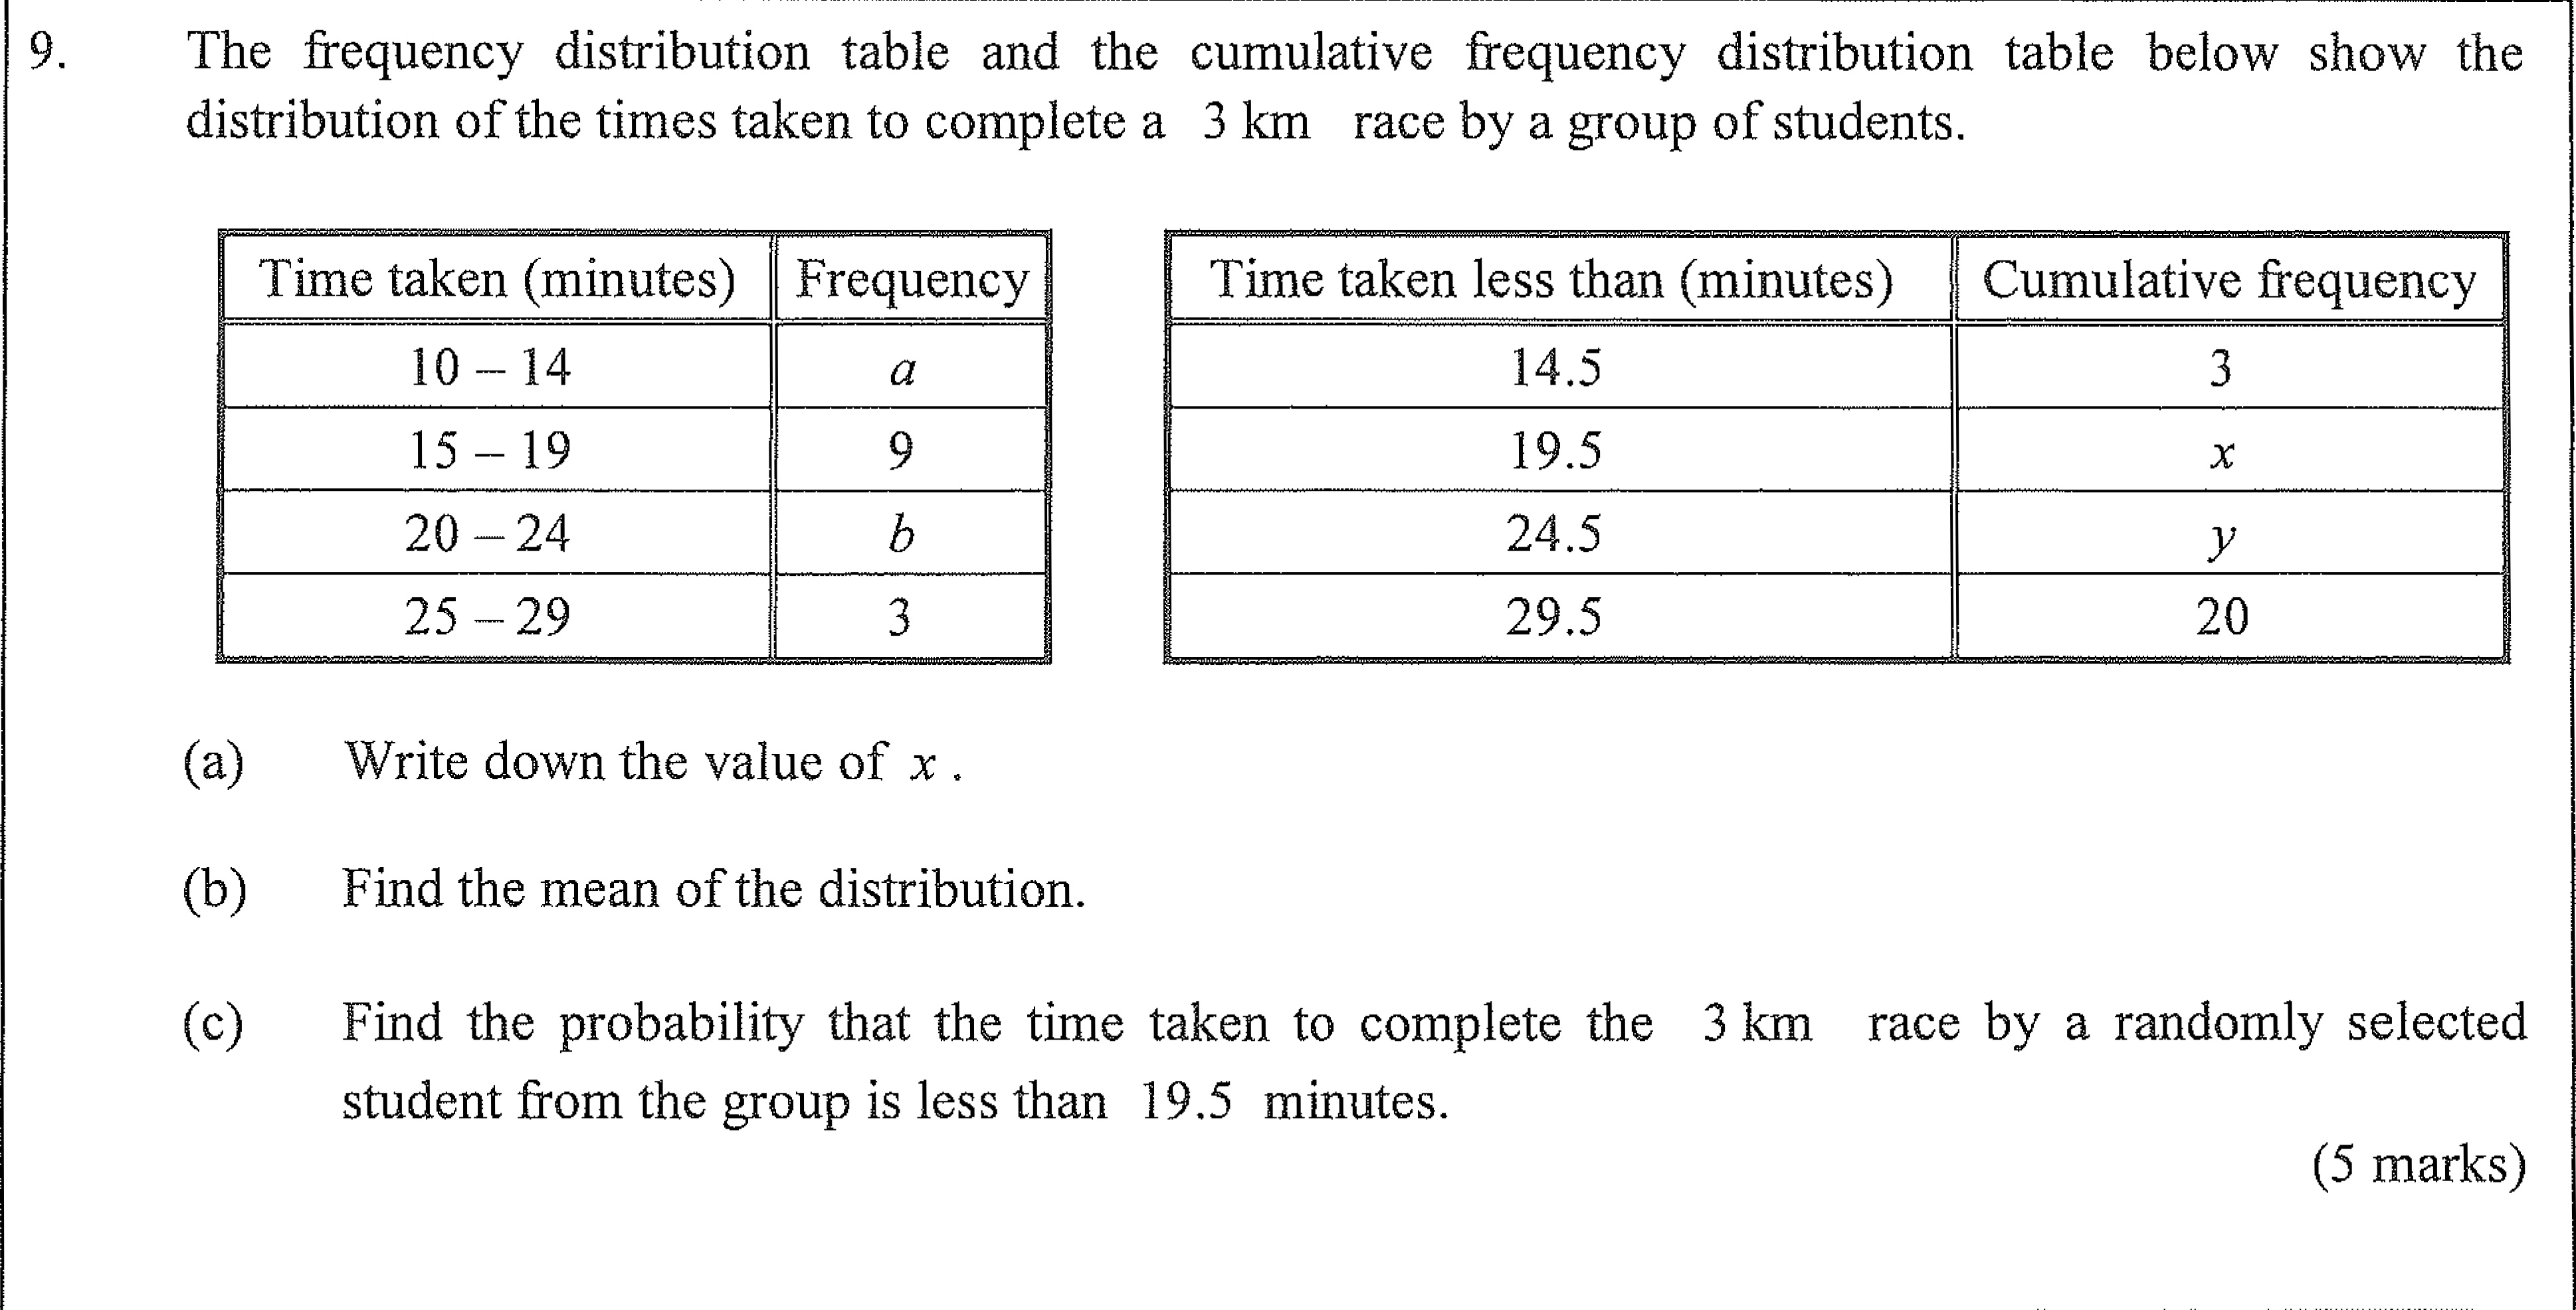 9. The frequency distribution table and the cumulative frequency distribution table below show the
distribution of the times taken to complete a 3 km race by a group of students.
Time taken (minutes) Frequency
10 – 14 a
15 – 19 9
20 – 24 b
25 – 29 3
Time taken less than (minutes) Cumulative frequency
14.5 3
19.5 x
24.5 y
29.5 20
(a) Write down the value of x .
(b) Find the mean of the distribution.
(c) Find the probability that the time taken to complete the 3 km race by a randomly selected
student from the group is less than 19.5 minutes.
(5 marks)